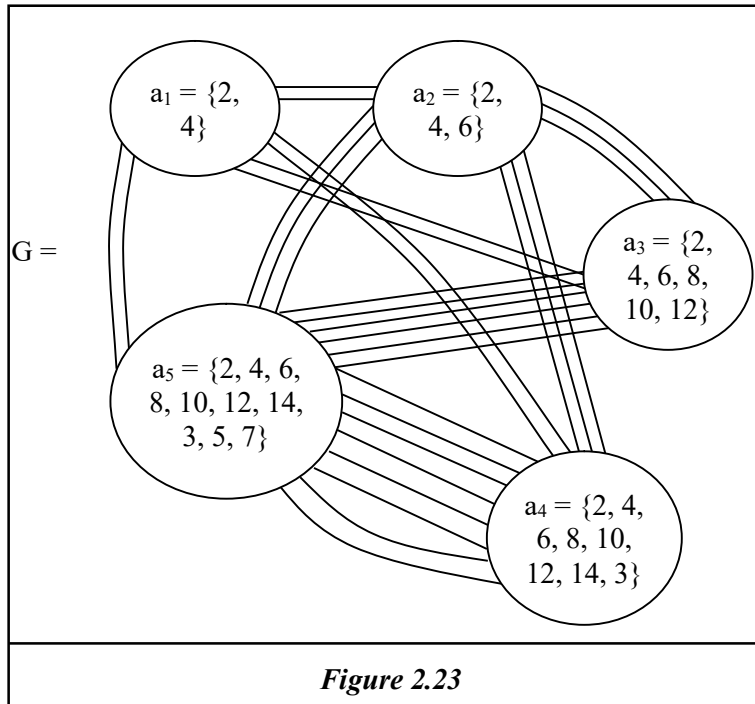 a₁ = {2,
4}
a₂ = {2,
4, 6}
G =
a₃ = {2,
4, 6, 8,
10, 12}
a₅ = {2, 4, 6,
8, 10, 12, 14,
3, 5, 7}
a₄ = {2, 4,
6, 8, 10,
12, 14, 3}
Figure 2.23